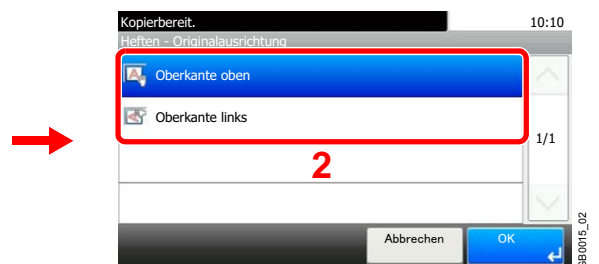 Kopierbereit. 10:10
Heften - Originalausrichtung
Oberkante oben
Oberkante links
1/1
2
Abbrechen OK
GB0015_02